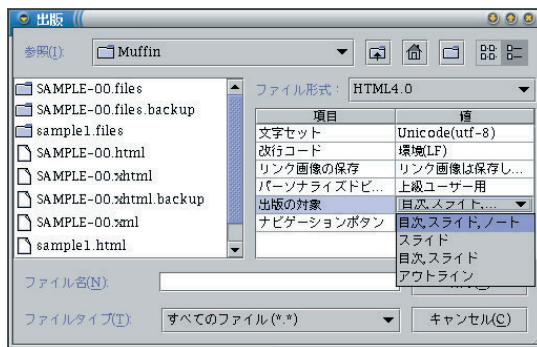 出版
参照(I): Muffin
SAMPLE-00.files
SAMPLE-00.files.backup
sample1.files
SAMPLE-00.html
SAMPLE-00.xhtml
SAMPLE-00.xhtml.backup
SAMPLE-00.xml
sample1.html
ファイル形式: HTML4.0
項目 値
文字セット Unicode(utf-8)
改行コード 環境(LF)
リンク画像の保存 リンク画像は保存し...
パーソナライズドビ... 上級ユーザー用
出版の対象 目次,スライド,...
ナビゲーションボタン
目次,スライド,ノート
スライド
目次,スライド
アウトライン
ファイル名(N):
ファイルタイプ(T): すべてのファイル(*.*)
キャンセル(C)